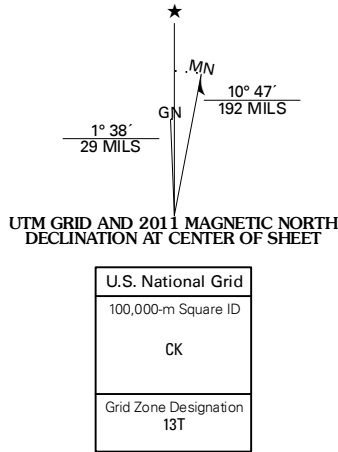 ★
MN
GN
10° 47´
192 MILS
1° 38´
29 MILS
UTM GRID AND 2011 MAGNETIC NORTH
DECLINATION AT CENTER OF SHEET
U.S. National Grid
100,000-m Square ID
CK
Grid Zone Designation
13T